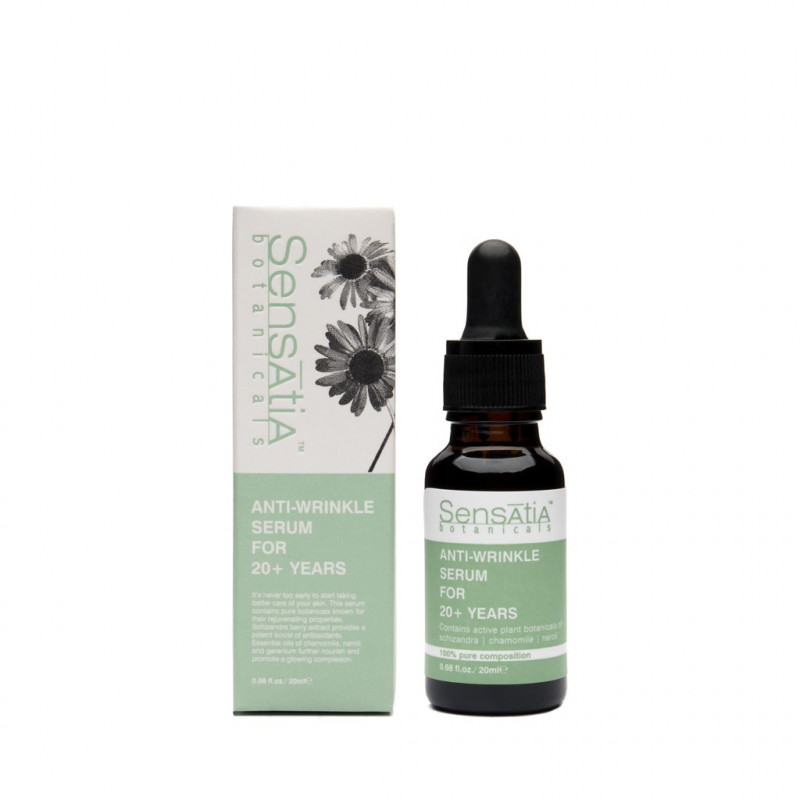 SensAtiA™
botanicals
ANTI-WRINKLE
SERUM
FOR
20+ YEARS
It's never too early to start taking
better care of your skin. This serum
contains pure botanicals known for
their rejuvenating properties.
Schizandra berry extract provides a
potent boost of antioxidants.
Essential oils of chamomile, neroli
and geranium further nourish and
promote a glowing complexion.
0.68 fl.oz./ 20ml℮
SensAtiA™
botanicals
ANTI-WRINKLE
SERUM
FOR
20+ YEARS
Contains active plant botanicals of
schizandra | chamomile | neroli
100% pure composition
0.68 fl.oz./ 20ml℮